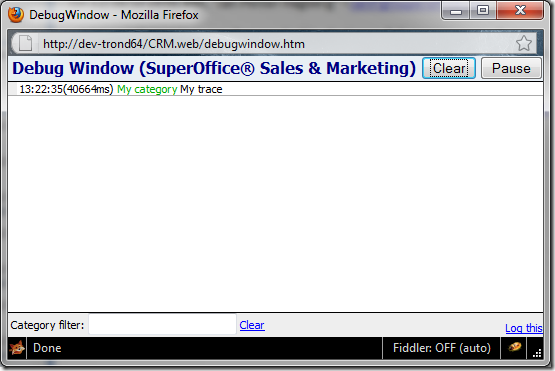 DebugWindow - Mozilla Firefox
http://dev-trond64/CRM.web/debugwindow.htm
Debug Window (SuperOffice® Sales & Marketing) Clear Pause
13:22:35(40664ms) My category My trace
Category filter: Clear
Log this
Done Fiddler: OFF (auto)